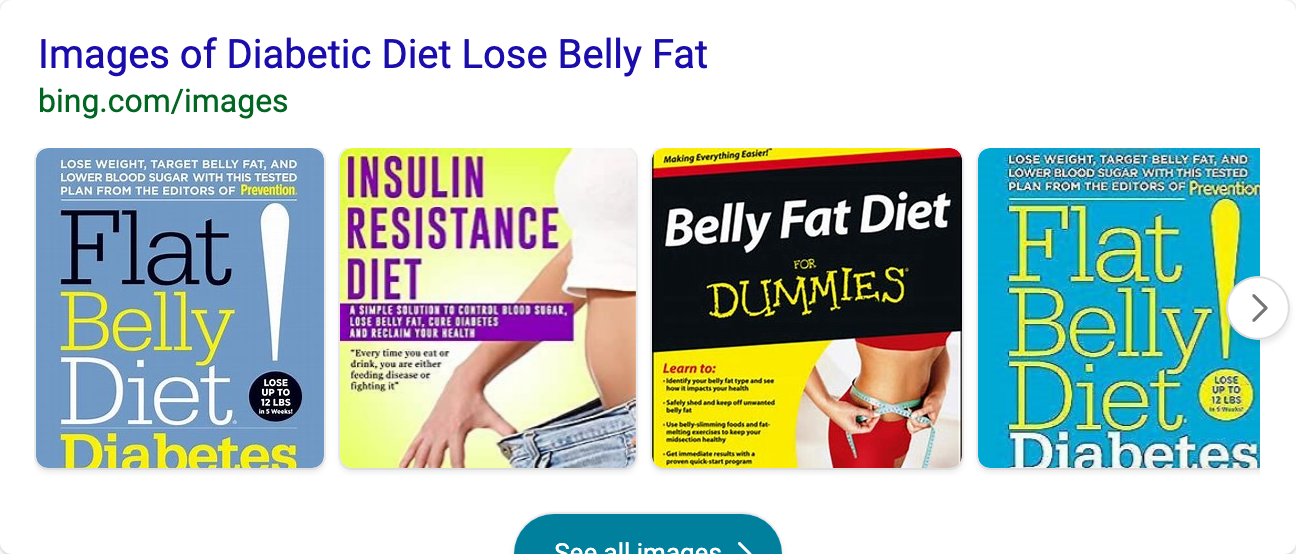 Images of Diabetic Diet Lose Belly Fat
bing.com/images
LOSE WEIGHT, TARGET BELLY FAT, AND
LOWER BLOOD SUGAR WITH THIS TESTED
PLAN FROM THE EDITORS OF Prevention.
Flat
Belly
Diet
!
LOSE
UP TO
12 LBS
in 5 Weeks!
Diabetes
INSULIN
RESISTANCE
DIET
A SIMPLE SOLUTION TO CONTROL BLOOD SUGAR,
LOSE BELLY FAT, CURE DIABETES
AND RECLAIM YOUR HEALTH
"Every time you eat or
drink, you are either
feeding disease or
fighting it"
Making Everything Easier!™
Belly Fat Diet
FOR
DUMMIES®
Learn to:
• Identify your belly fat type and see
how it impacts your health
• Safely shed and keep off unwanted
belly fat
• Use belly-slimming foods and fat-
melting exercises to keep your
midsection healthy
• Get immediate results with a
proven quick-start program
LOSE WEIGHT, TARGET BELLY FAT, AND
LOWER BLOOD SUGAR WITH THIS TESTED
PLAN FROM THE EDITORS OF Prevention
Flat
Belly
Diet
!
LOSE
UP TO
12 LBS
in 5 Weeks!
Diabetes
See all images